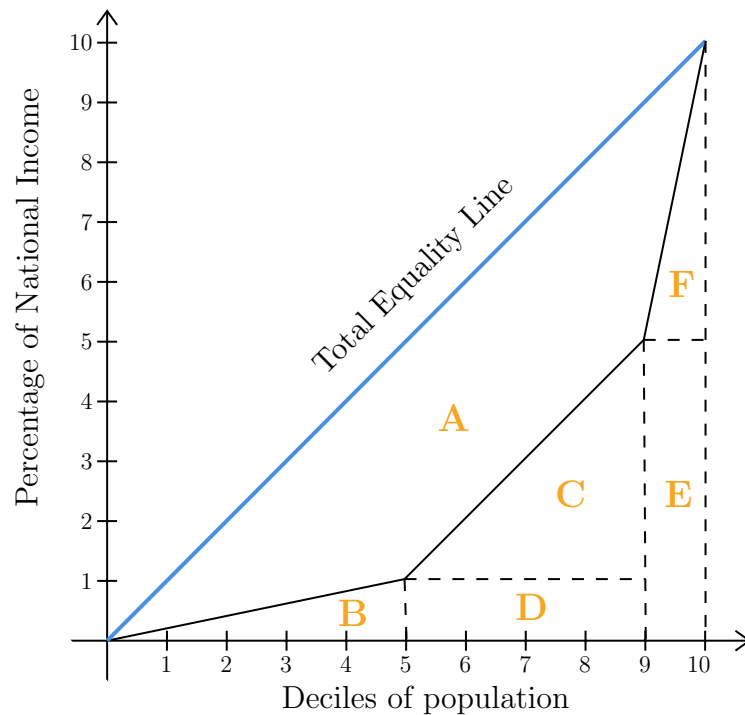 10
9
8
7
6
5
4
3
2
1
Percentage of National Income
Total Equality Line
A
B
C
D
E
F
1 2 3 4 5 6 7 8 9 10
Deciles of population